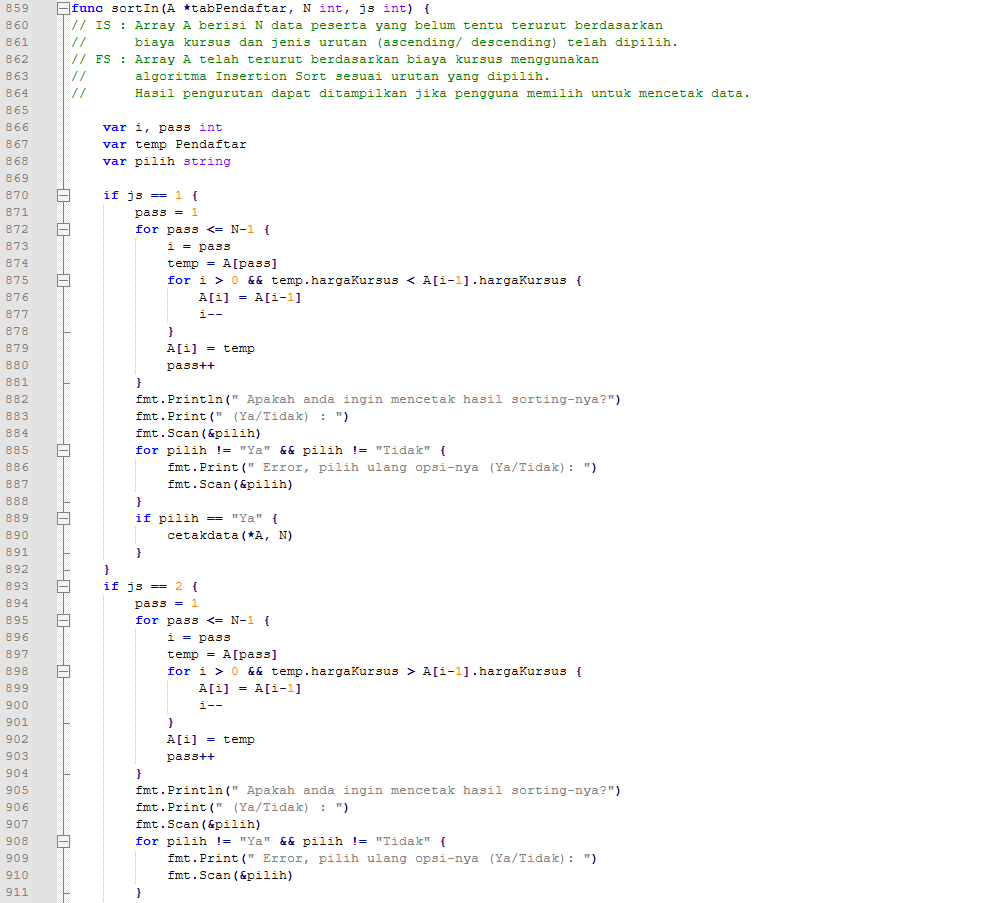 859 func sortIn(A *tabPendaftar, N int, js int) {
860 // IS : Array A berisi N data peserta yang belum tentu terurut berdasarkan
861 //      biaya kursus dan jenis urutan (ascending/ descending) telah dipilih.
862 // FS : Array A telah terurut berdasarkan biaya kursus menggunakan
863 //      algoritma Insertion Sort sesuai urutan yang dipilih.
864 //      Hasil pengurutan dapat ditampilkan jika pengguna memilih untuk mencetak data.
865
866     var i, pass int
867     var temp Pendaftar
868     var pilih string
869
870     if js == 1 {
871         pass = 1
872         for pass <= N-1 {
873             i = pass
874             temp = A[pass]
875             for i > 0 && temp.hargaKursus < A[i-1].hargaKursus {
876                 A[i] = A[i-1]
877                 i--
878             }
879             A[i] = temp
880             pass++
881         }
882         fmt.Println(" Apakah anda ingin mencetak hasil sorting-nya?")
883         fmt.Print(" (Ya/Tidak) : ")
884         fmt.Scan(&pilih)
885         for pilih != "Ya" && pilih != "Tidak" {
886             fmt.Print(" Error, pilih ulang opsi-nya (Ya/Tidak): ")
887             fmt.Scan(&pilih)
888         }
889         if pilih == "Ya" {
890             cetakdata(*A, N)
891         }
892     }
893     if js == 2 {
894         pass = 1
895         for pass <= N-1 {
896             i = pass
897             temp = A[pass]
898             for i > 0 && temp.hargaKursus > A[i-1].hargaKursus {
899                 A[i] = A[i-1]
900                 i--
901             }
902             A[i] = temp
903             pass++
904         }
905         fmt.Println(" Apakah anda ingin mencetak hasil sorting-nya?")
906         fmt.Print(" (Ya/Tidak) : ")
907         fmt.Scan(&pilih)
908         for pilih != "Ya" && pilih != "Tidak" {
909             fmt.Print(" Error, pilih ulang opsi-nya (Ya/Tidak): ")
910             fmt.Scan(&pilih)
911         }